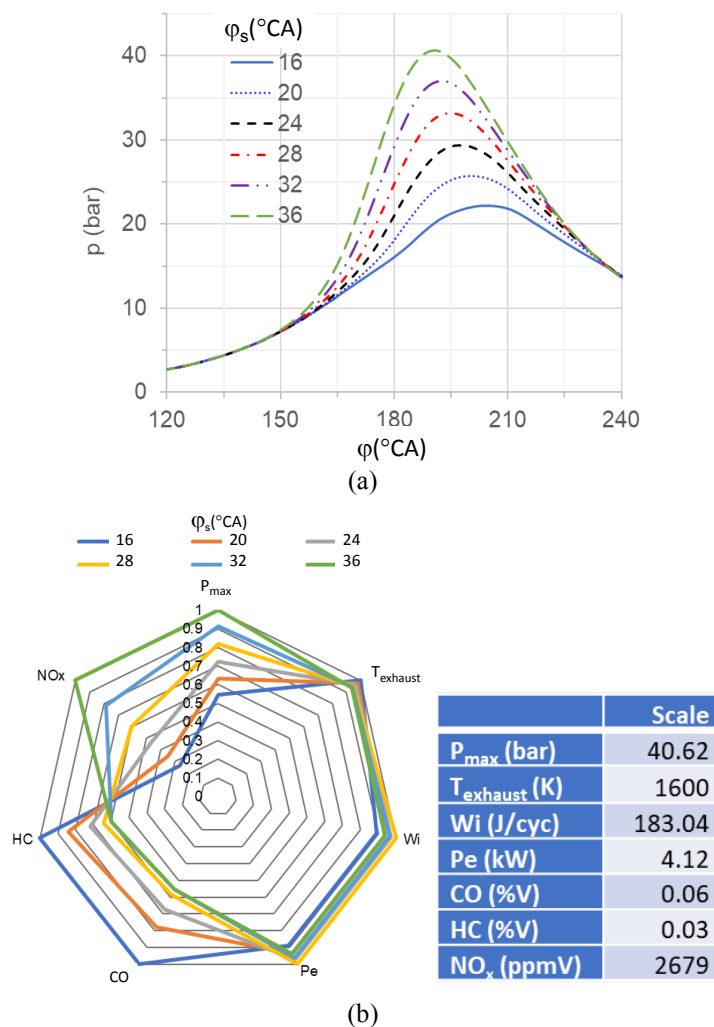 φs(°CA)
16
20
24
28
32
36
40
30
20
10
0
p (bar)
120
150
180
210
240
φ(°CA)
(a)
φs(°CA)
16
20
24
28
32
36
Pmax
1
0.9
0.8
0.7
0.6
0.5
0.4
0.3
0.2
0.1
0
Texhaust
Wi
Pe
CO
HC
NOx
Scale
Pmax (bar) 40.62
Texhaust (K) 1600
Wi (J/cyc) 183.04
Pe (kW) 4.12
CO (%V) 0.06
HC (%V) 0.03
NOx (ppmV) 2679
(b)